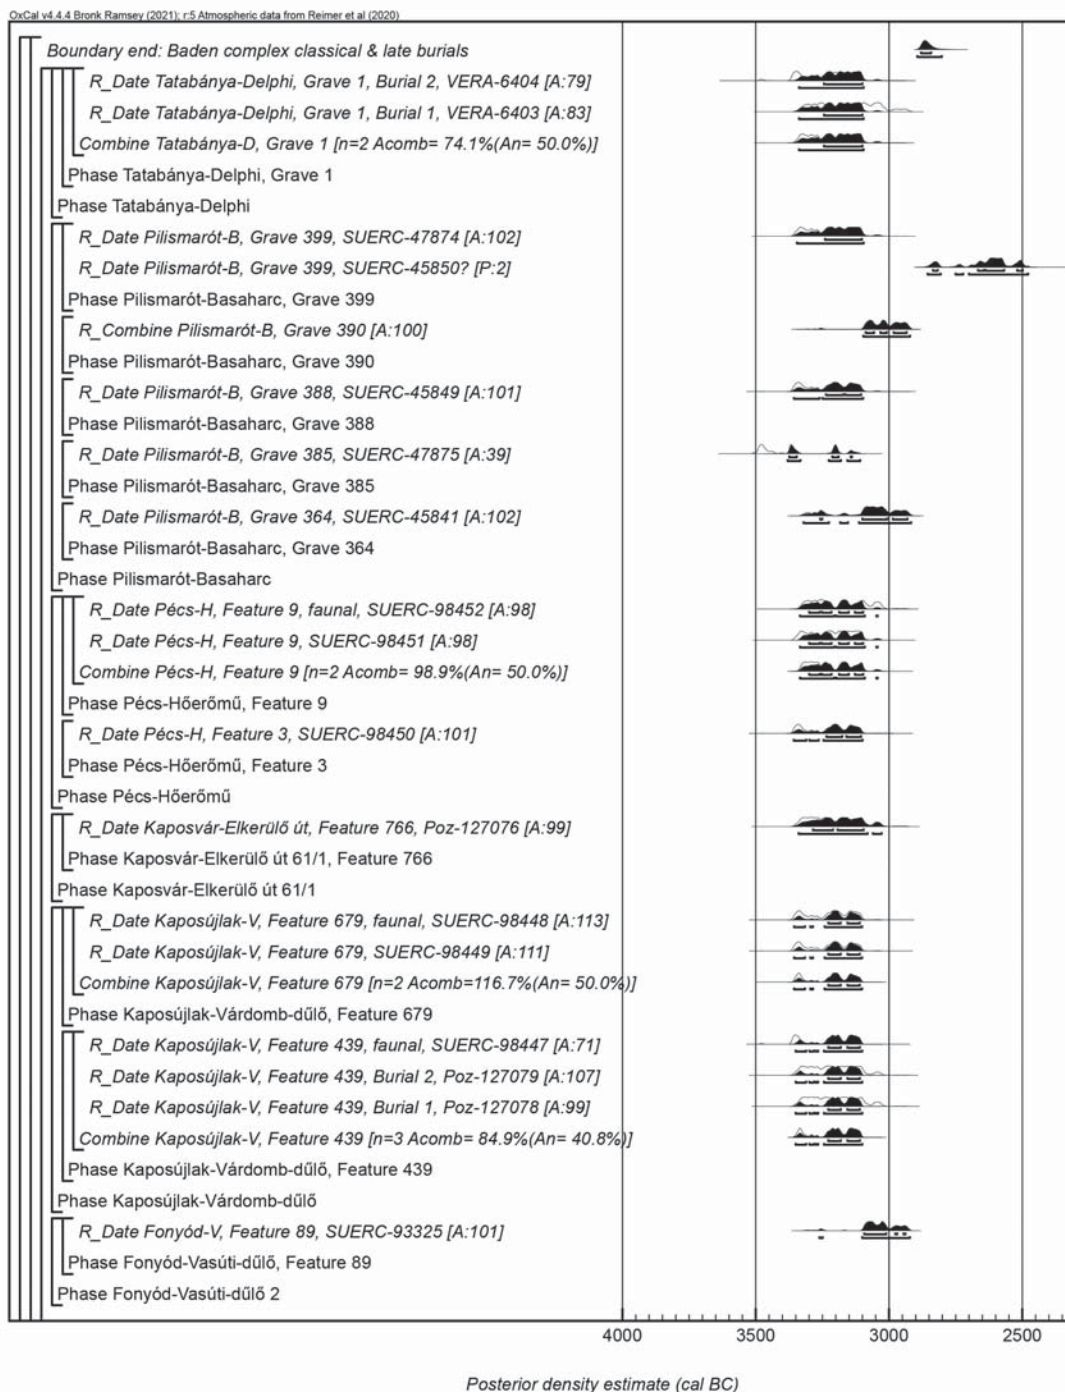 OxCal v4.4.4 Bronk Ramsey (2021); r:5 Atmospheric data from Reimer et al (2020)
Boundary end: Baden complex classical & late burials
R_Date Tatabánya-Delphi, Grave 1, Burial 2, VERA-6404 [A:79]
R_Date Tatabánya-Delphi, Grave 1, Burial 1, VERA-6403 [A:83]
Combine Tatabánya-D, Grave 1 [n=2 Acomb= 74.1%(An= 50.0%)]
Phase Tatabánya-Delphi, Grave 1
Phase Tatabánya-Delphi
R_Date Pilismarót-B, Grave 399, SUERC-47874 [A:102]
R_Date Pilismarót-B, Grave 399, SUERC-45850? [P:2]
Phase Pilismarót-Basaharc, Grave 399
R_Combine Pilismarót-B, Grave 390 [A:100]
Phase Pilismarót-Basaharc, Grave 390
R_Date Pilismarót-B, Grave 388, SUERC-45849 [A:101]
Phase Pilismarót-Basaharc, Grave 388
R_Date Pilismarót-B, Grave 385, SUERC-47875 [A:39]
Phase Pilismarót-Basaharc, Grave 385
R_Date Pilismarót-B, Grave 364, SUERC-45841 [A:102]
Phase Pilismarót-Basaharc, Grave 364
Phase Pilismarót-Basaharc
R_Date Pécs-H, Feature 9, faunal, SUERC-98452 [A:98]
R_Date Pécs-H, Feature 9, SUERC-98451 [A:98]
Combine Pécs-H, Feature 9 [n=2 Acomb= 98.9%(An= 50.0%)]
Phase Pécs-Hőerőmű, Feature 9
R_Date Pécs-H, Feature 3, SUERC-98450 [A:101]
Phase Pécs-Hőerőmű, Feature 3
Phase Pécs-Hőerőmű
R_Date Kaposvár-Elkerülő út, Feature 766, Poz-127076 [A:99]
Phase Kaposvár-Elkerülő út 61/1, Feature 766
Phase Kaposvár-Elkerülő út 61/1
R_Date Kaposújlak-V, Feature 679, faunal, SUERC-98448 [A:113]
R_Date Kaposújlak-V, Feature 679, SUERC-98449 [A:111]
Combine Kaposújlak-V, Feature 679 [n=2 Acomb=116.7%(An= 50.0%)]
Phase Kaposújlak-Várdomb-dűlő, Feature 679
R_Date Kaposújlak-V, Feature 439, faunal, SUERC-98447 [A:71]
R_Date Kaposújlak-V, Feature 439, Burial 2, Poz-127079 [A:107]
R_Date Kaposújlak-V, Feature 439, Burial 1, Poz-127078 [A:99]
Combine Kaposújlak-V, Feature 439 [n=3 Acomb= 84.9%(An= 40.8%)]
Phase Kaposújlak-Várdomb-dűlő, Feature 439
Phase Kaposújlak-Várdomb-dűlő
R_Date Fonyód-V, Feature 89, SUERC-93325 [A:101]
Phase Fonyód-Vasúti-dűlő, Feature 89
Phase Fonyód-Vasúti-dűlő 2
4000 3500 3000 2500
Posterior density estimate (cal BC)